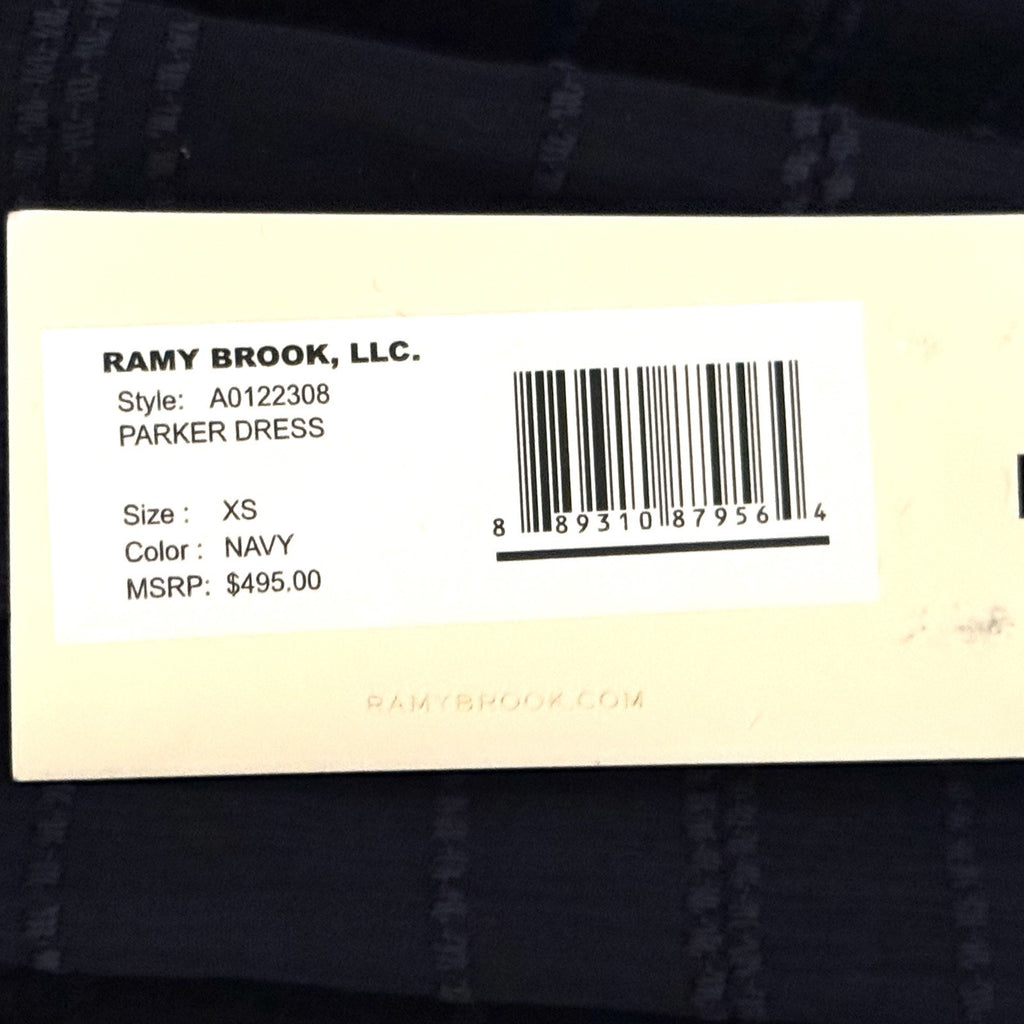 RAMY BROOK, LLC.
Style: A0122308
PARKER DRESS
Size : XS
Color : NAVY
MSRP: $495.00
8 89310 87956 4
RAMYBROOK.COM